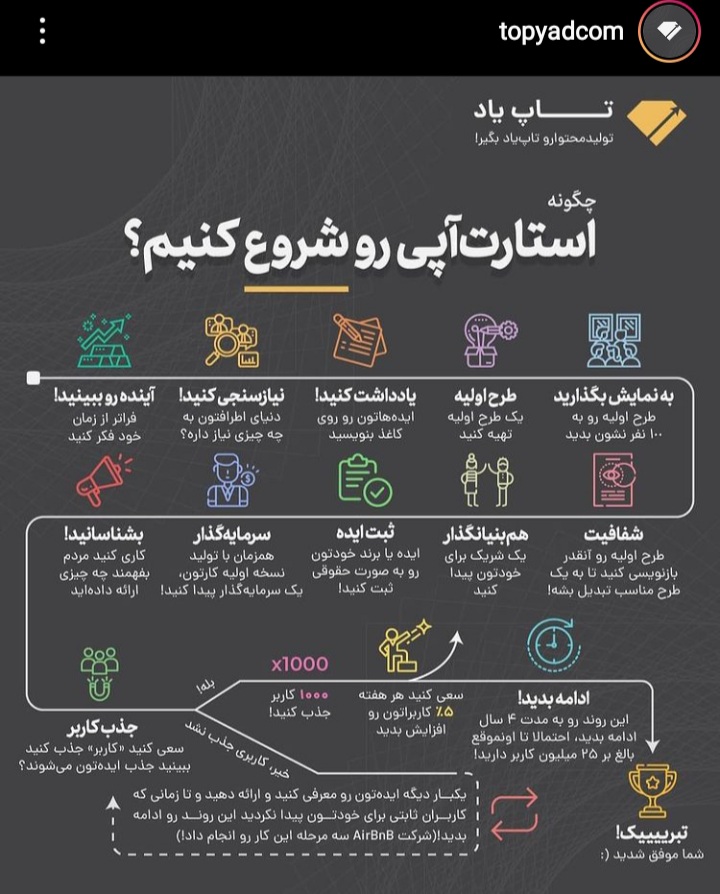 topyadcom
تـــاپ یاد
تولیدمحتوارو تاپ‌یاد بگیر!
چگونه
استارت‌آپی رو شروع کنیم؟
آینده رو ببینید!
فراتر از زمان
خود فکر کنید
نیازسنجی کنید!
دنیای اطرافتون به
چه چیزی نیاز داره؟
یادداشت کنید!
ایده‌هاتون رو روی
کاغذ بنویسید
طرح اولیه
یک طرح اولیه
تهیه کنید
به نمایش بگذارید
طرح اولیه رو به
۱۰۰ نفر نشون بدید
شفافیت
طرح اولیه رو آنقدر
بازنویسی کنید تا به یک
طرح مناسب تبدیل بشه!
هم‌بنیانگذار
یک شریک برای
خودتون پیدا
کنید
ثبت ایده
ایده یا برند خودتون
رو به صورت حقوقی
ثبت کنید!
سرمایه‌گذار
همزمان با تولید
نسخه اولیه کارتون،
یک سرمایه‌گذار پیدا کنید!
بشناسانید!
کاری کنید مردم
بفهمند چه چیزی
ارائه داده‌اید
جذب کاربر
سعی کنید «کاربر» جذب کنید
ببینید جذب ایده‌تون می‌شوند؟
بله!
x1000
۱۰۰۰ کاربر
جذب کنید!
سعی کنید هر هفته
۵٪ کاربراتون رو
افزایش بدید
ادامه بدید!
این روند رو به مدت ۴ سال
ادامه بدید، احتمالا تا اونموقع
بالغ بر ۲۵ میلیون کاربر دارید!
خیر، کاربری جذب نشد
یکبــار دیگه ایده‌تون رو معرفی کنید و ارائه دهید و تا زمانی که
کاربــران ثابتی برای خودتــون پیدا نکردید این رونــد رو ادامه
بدید!(شرکت AirBnB سه مرحله این کار رو انجام داد!)
تبریییییک!
شما موفق شدید (: